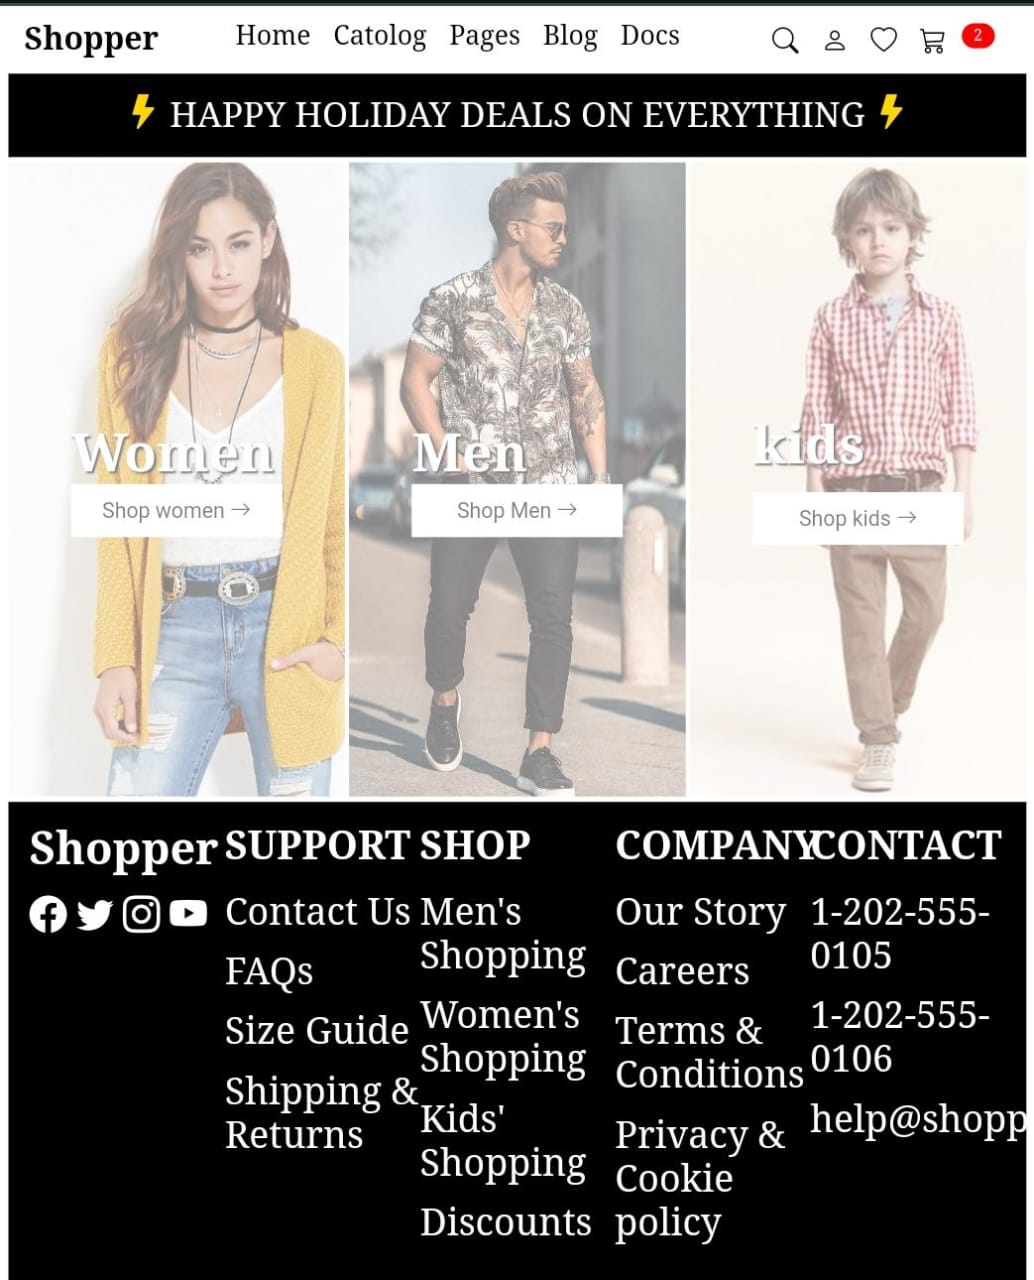 Shopper
Home Catolog Pages Blog Docs
2
HAPPY HOLIDAY DEALS ON EVERYTHING
Women
Shop women →
Men
Shop Men →
kids
Shop kids →
Shopper
SUPPORT
Contact Us
FAQs
Size Guide
Shipping &
Returns
SHOP
Men's
Shopping
Women's
Shopping
Kids'
Shopping
Discounts
COMPANY
Our Story
Careers
Terms &
Conditions
Privacy &
Cookie
policy
CONTACT
1-202-555-
0105
1-202-555-
0106
help@shopp